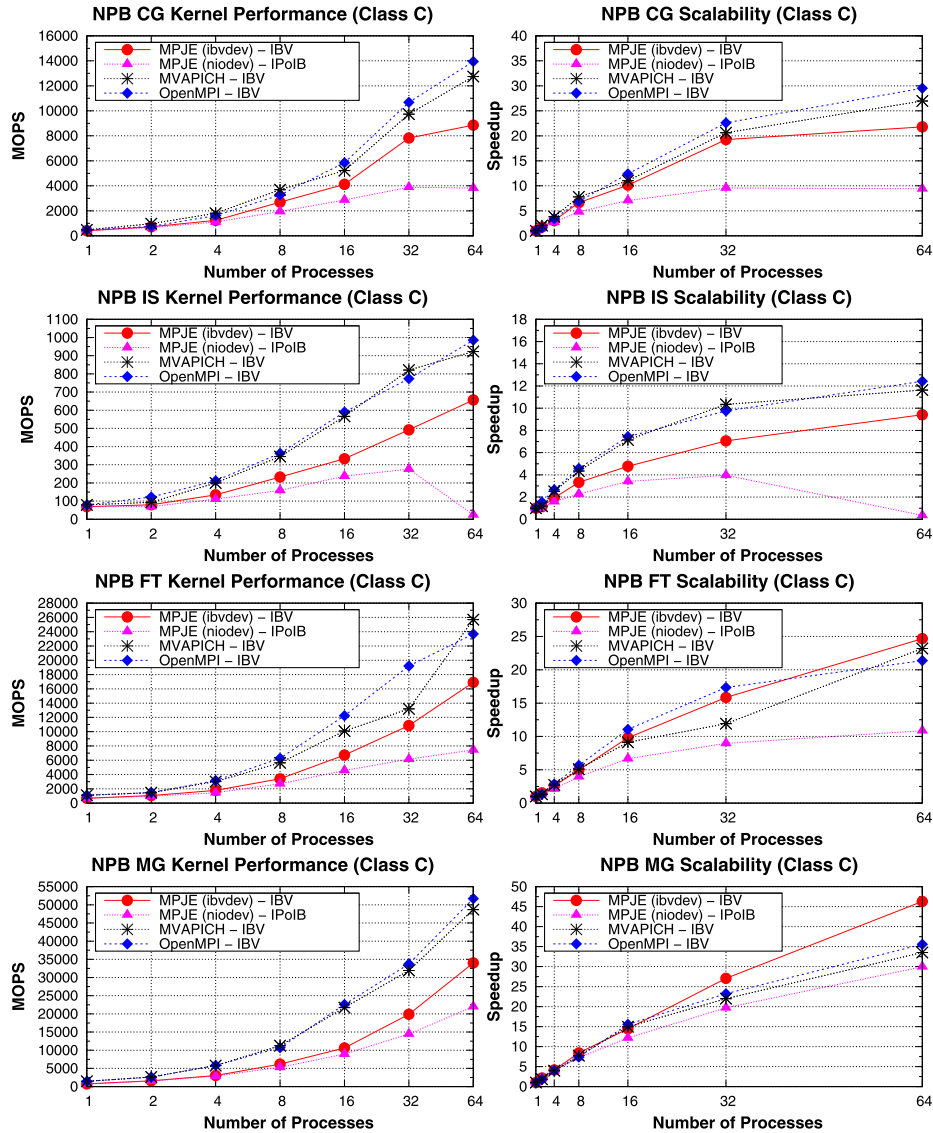 NPB CG Kernel Performance (Class C)
16000
14000
12000
10000
8000
6000
4000
2000
0
MOPS
MPJE (ibvdev) – IBV
MPJE (niodev) – IPoIB
MVAPICH – IBV
OpenMPI – IBV
1 2 4 8 16 32 64
Number of Processes
NPB CG Scalability (Class C)
40
35
30
25
20
15
10
5
0
Speedup
MPJE (ibvdev) – IBV
MPJE (niodev) – IPoIB
MVAPICH – IBV
OpenMPI – IBV
1 4 8 16 32 64
Number of Processes
NPB IS Kernel Performance (Class C)
1100
1000
900
800
700
600
500
400
300
200
100
0
MOPS
MPJE (ibvdev) – IBV
MPJE (niodev) – IPoIB
MVAPICH – IBV
OpenMPI – IBV
1 2 4 8 16 32 64
Number of Processes
NPB IS Scalability (Class C)
18
16
14
12
10
8
6
4
2
0
Speedup
MPJE (ibvdev) – IBV
MPJE (niodev) – IPoIB
MVAPICH – IBV
OpenMPI – IBV
1 4 8 16 32 64
Number of Processes
NPB FT Kernel Performance (Class C)
28000
26000
24000
22000
20000
18000
16000
14000
12000
10000
8000
6000
4000
2000
0
MOPS
MPJE (ibvdev) – IBV
MPJE (niodev) – IPoIB
MVAPICH – IBV
OpenMPI – IBV
1 2 4 8 16 32 64
Number of Processes
NPB FT Scalability (Class C)
30
25
20
15
10
5
0
Speedup
MPJE (ibvdev) – IBV
MPJE (niodev) – IPoIB
MVAPICH – IBV
OpenMPI – IBV
1 4 8 16 32 64
Number of Processes
NPB MG Kernel Performance (Class C)
55000
50000
45000
40000
35000
30000
25000
20000
15000
10000
5000
0
MOPS
MPJE (ibvdev) – IBV
MPJE (niodev) – IPoIB
MVAPICH – IBV
OpenMPI – IBV
1 2 4 8 16 32 64
Number of Processes
NPB MG Scalability (Class C)
50
45
40
35
30
25
20
15
10
5
0
Speedup
MPJE (ibvdev) – IBV
MPJE (niodev) – IPoIB
MVAPICH – IBV
OpenMPI – IBV
1 4 8 16 32 64
Number of Processes